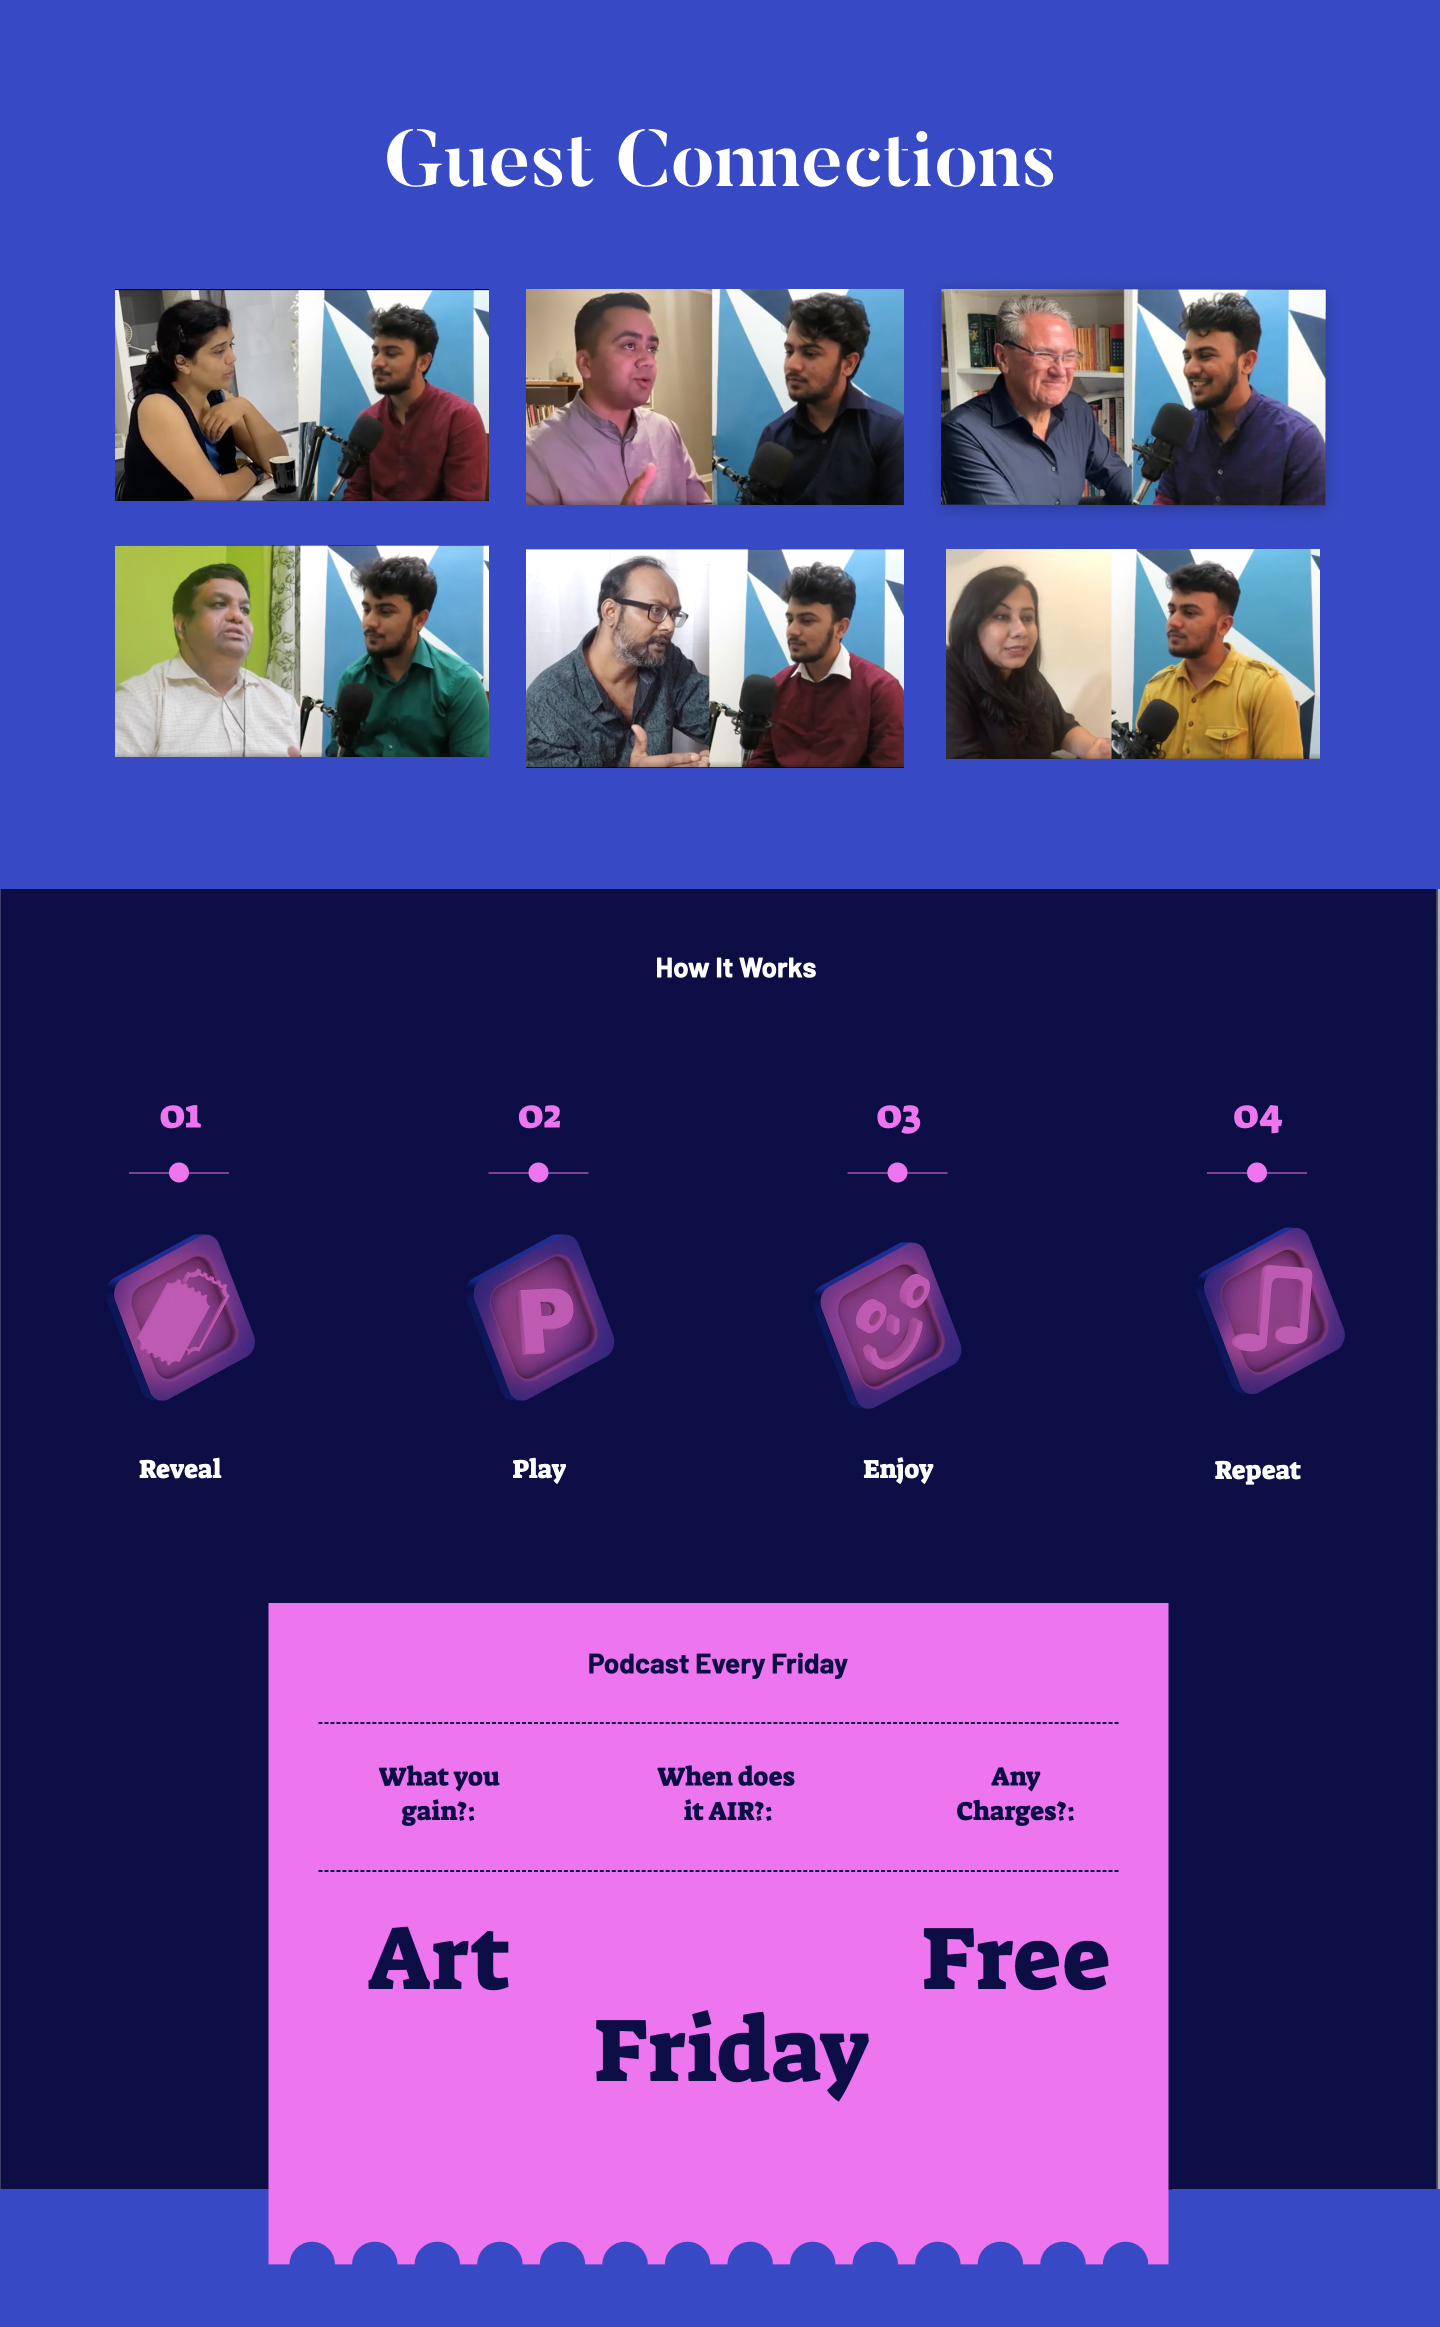 Guest Connections
How It Works
01
02
03
04
P
Reveal
Play
Enjoy
Repeat
Podcast Every Friday
What you
gain?:
When does
it AIR?:
Any
Charges?:
Art
Free
Friday